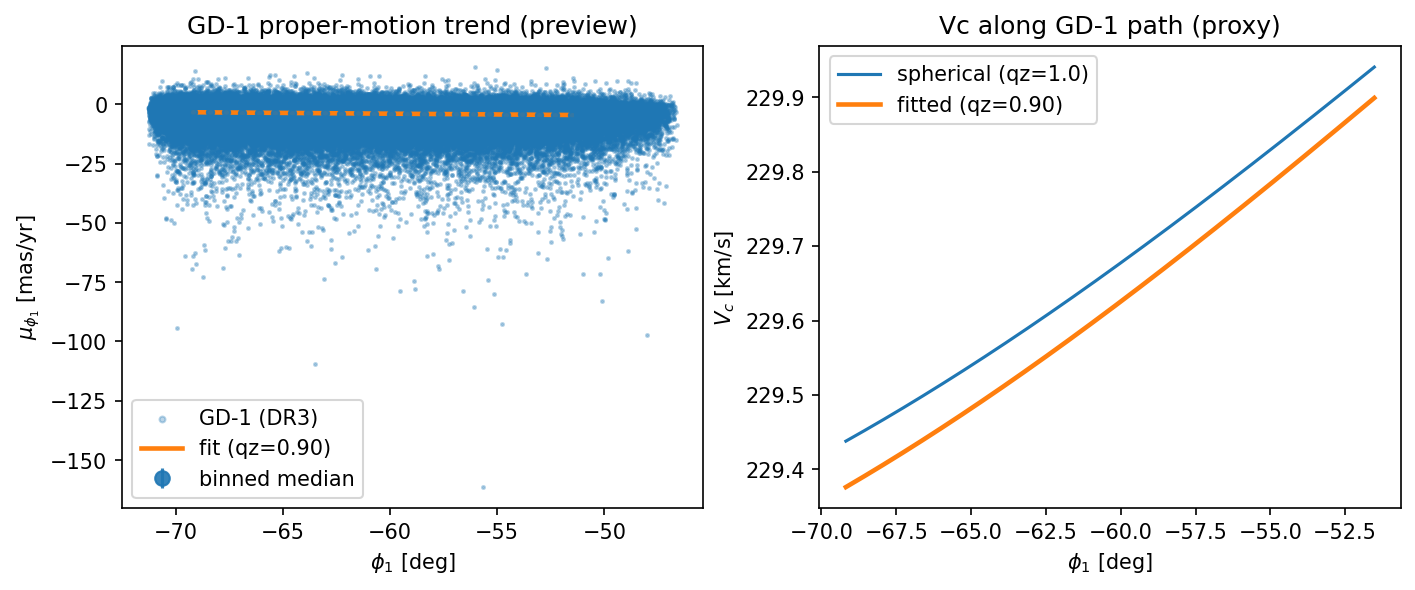 GD-1 proper-motion trend (preview)
0
−25
−50
−75
−100
−125
−150
μϕ1 [mas/yr]
GD-1 (DR3)
fit (qz=0.90)
binned median
−70
−65
−60
−55
−50
ϕ1 [deg]
Vc along GD-1 path (proxy)
spherical (qz=1.0)
fitted (qz=0.90)
229.9
229.8
229.7
229.6
229.5
229.4
Vc [km/s]
−70.0 −67.5 −65.0 −62.5 −60.0 −57.5 −55.0 −52.5
ϕ1 [deg]